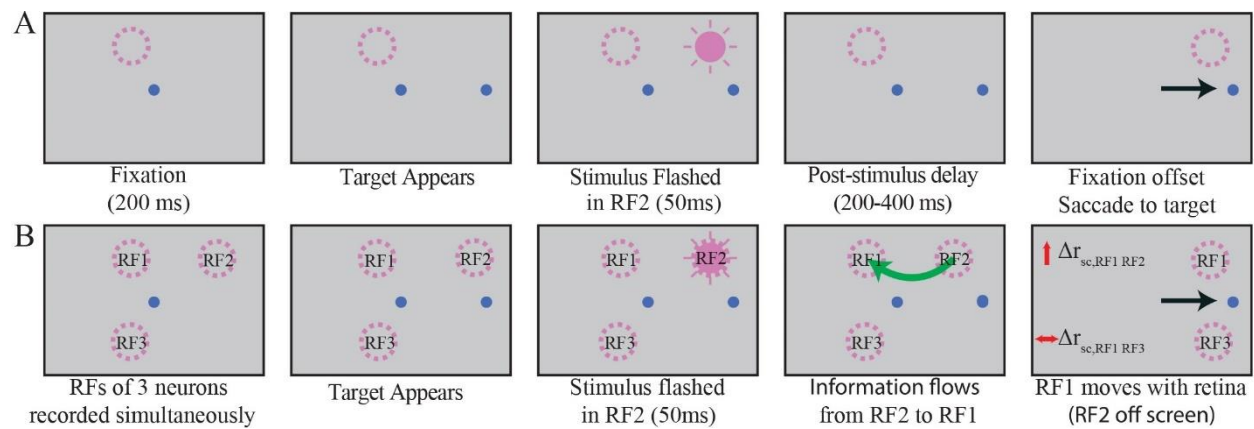 A
Fixation
(200 ms)
Target Appears
Stimulus Flashed
in RF2 (50ms)
Post-stimulus delay
(200-400 ms)
Fixation offset
Saccade to target
B
RF1
RF2
RF3
RFs of 3 neurons
recorded simultaneously
RF1
RF2
RF3
Target Appears
RF1
RF2
RF3
Stimulus flashed
in RF2 (50ms)
RF1
RF2
RF3
Information flows
from RF2 to RF1
Δr_sc,RF1 RF2
RF1
Δr_sc,RF1 RF3
RF3
RF1 moves with retina
(RF2 off screen)